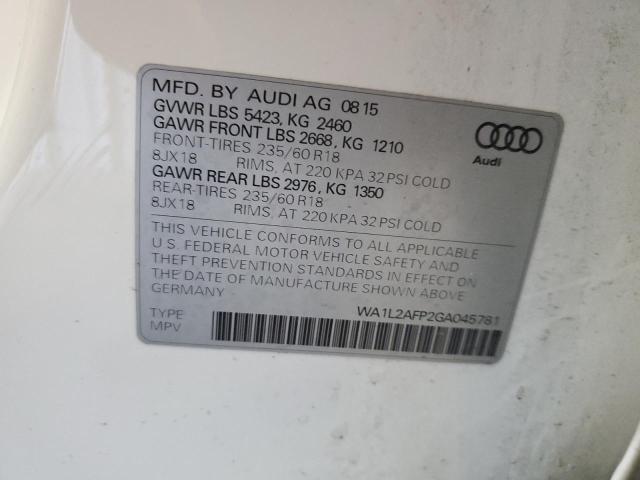 MFD. BY AUDI AG 08 15
GVWR LBS 5423, KG 2460
GAWR FRONT LBS 2668, KG 1210
FRONT-TIRES 235/60 R18
8JX18 RIMS, AT 220 KPA 32 PSI COLD
GAWR REAR LBS 2976, KG 1350
REAR-TIRES 235/60 R18
8JX18 RIMS, AT 220 KPA 32 PSI COLD
Audi
THIS VEHICLE CONFORMS TO ALL APPLICABLE
U.S. FEDERAL MOTOR VEHICLE SAFETY AND
THEFT PREVENTION STANDARDS IN EFFECT ON
THE DATE OF MANUFACTURE SHOWN ABOVE
GERMANY
WA1L2AFP2GA045781
TYPE
MPV